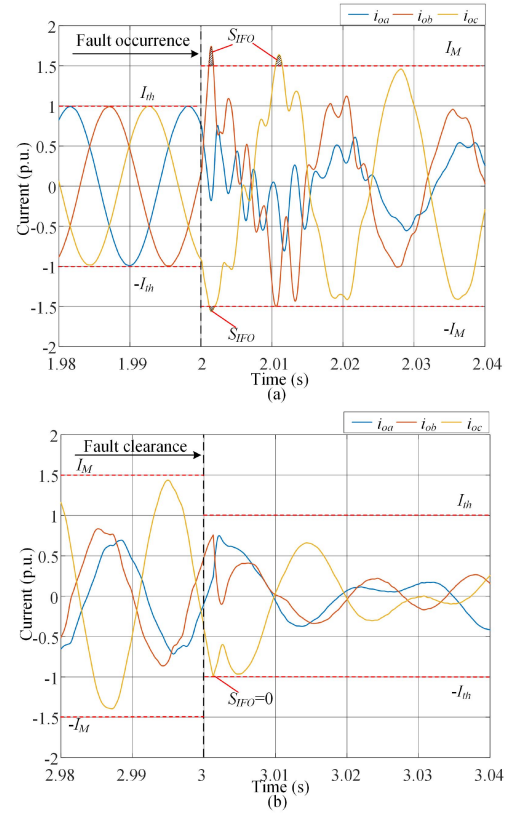 i_oa i_ob i_oc
2
Fault occurrence
S_IFO
I_M
1.5
I_th
1
0.5
0
-0.5
-1
-I_th
-1.5
S_IFO
-I_M
-2
Current (p.u.)
1.98 1.99 2 2.01 2.02 2.03 2.04
Time (s)
(a)
i_oa i_ob i_oc
2
Fault clearance
I_M
1.5
I_th
1
0.5
0
-0.5
-1
S_IFO=0
-I_th
-1.5
-I_M
-2
Current (p.u.)
2.98 2.99 3 3.01 3.02 3.03 3.04
Time (s)
(b)